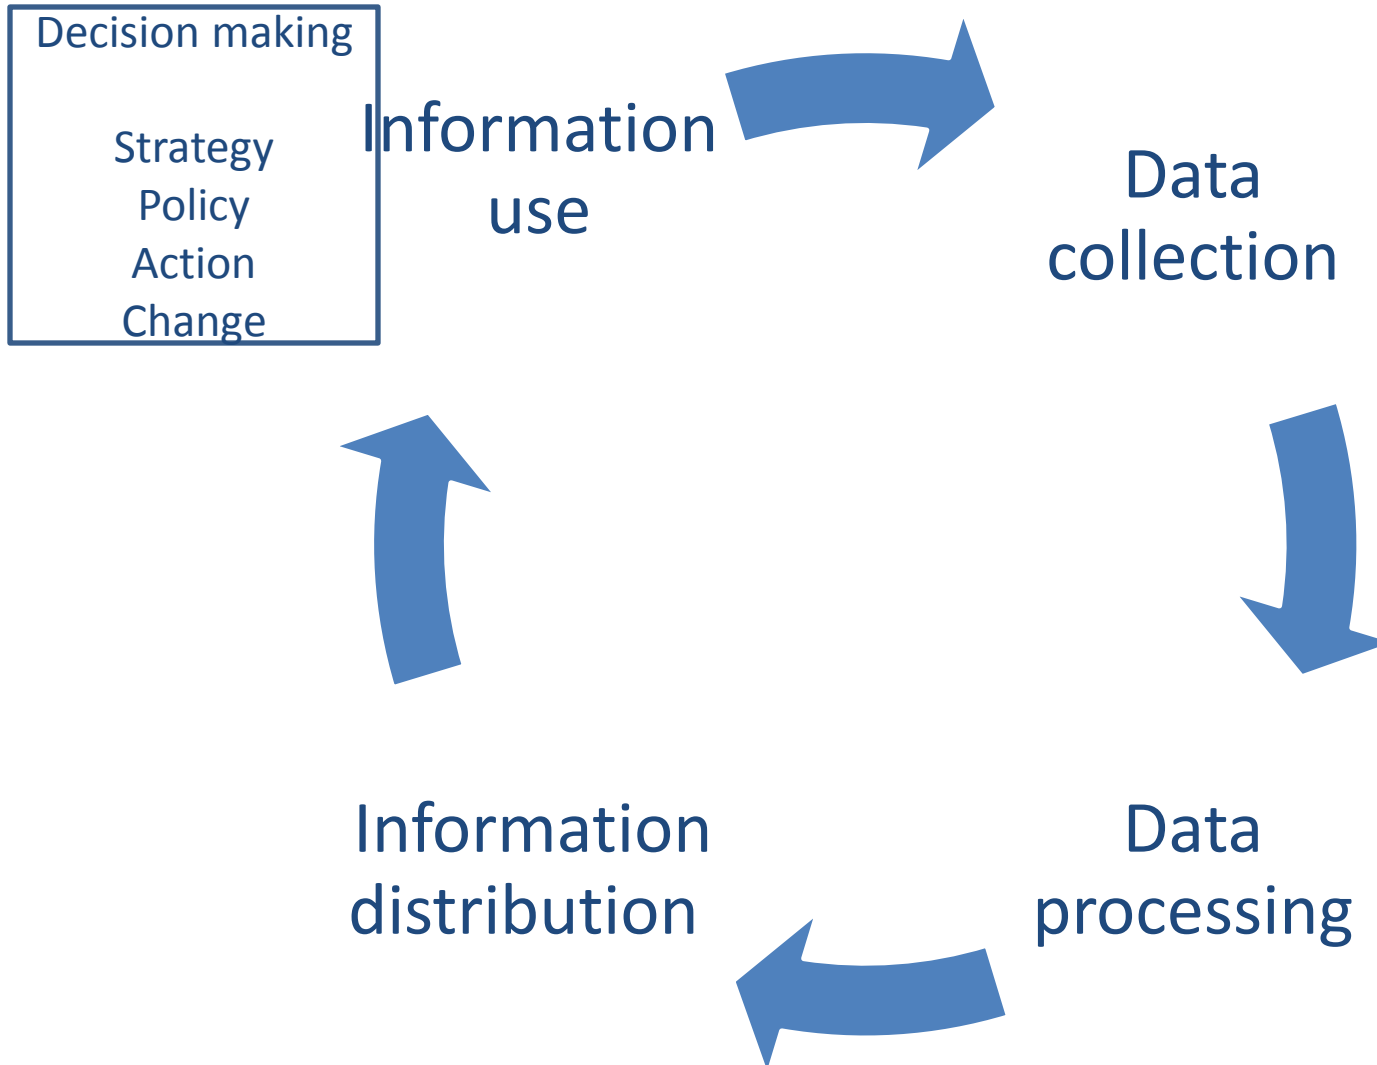 Decision making
Strategy
Policy
Action
Change
Information
use
Data
collection
Data
processing
Information
distribution